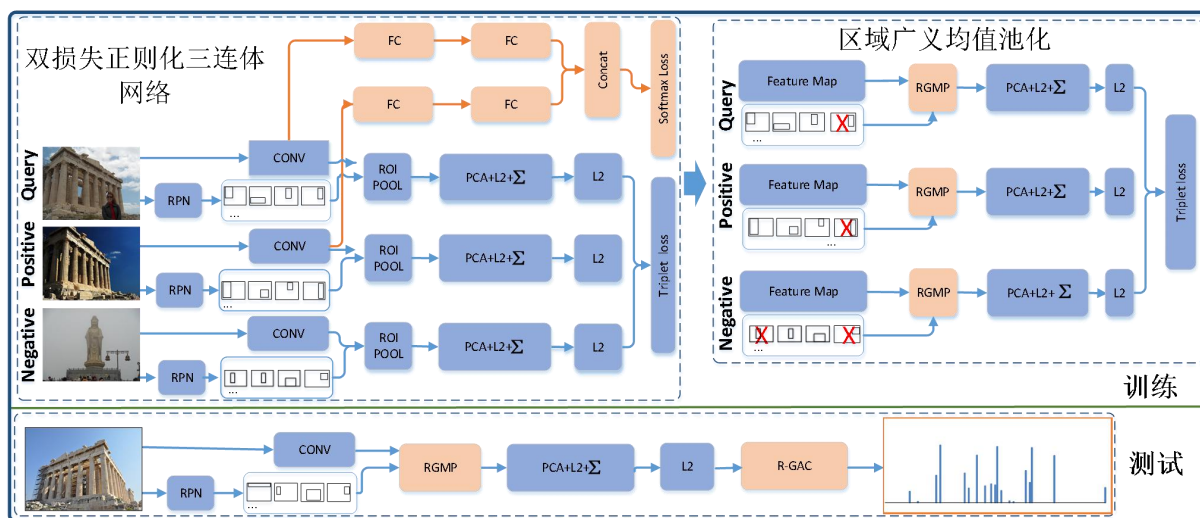 双损失正则化三连体
网络
FC
FC
FC
FC
Concat
Softmax Loss
Query
CONV
RPN
...
ROI
POOL
PCA+L2+Σ
L2
Positive
CONV
RPN
...
ROI
POOL
PCA+L2+Σ
L2
Negative
CONV
RPN
...
ROI
POOL
PCA+L2+Σ
L2
Triplet loss
区域广义均值池化
Query
Feature Map
X
...
RGMP
PCA+L2+Σ
L2
Positive
Feature Map
X
...
RGMP
PCA+L2+Σ
L2
Negative
Feature Map
X
X
...
RGMP
PCA+L2+Σ
L2
Triplet loss
训练
CONV
RPN
...
RGMP
PCA+L2+Σ
L2
R-GAC
测试